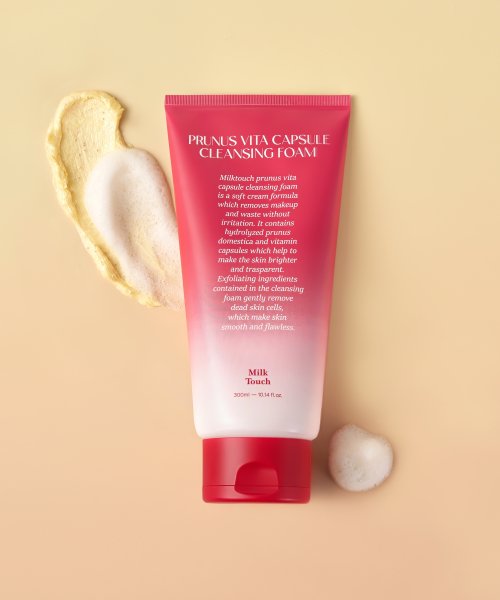 PRUNUS VITA CAPSULE
CLEANSING FOAM
Milktouch prunus vita
capsule cleansing foam
is a soft cream formula
which removes makeup
and waste without
irritation. It contains
hydrolyzed prunus
domestica and vitamin
capsules which help to
make the skin brighter
and trasparent.
Exfoliating ingredients
contained in the cleansing
foam gently remove
dead skin cells,
which make skin
smooth and flawless.
Milk
Touch
300ml — 10.14 fl.oz.